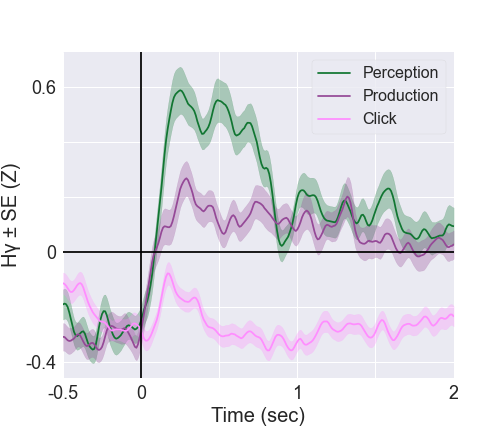 Perception
Production
Click
Hγ ± SE (Z)
0.6
0
-0.4
-0.5
0
1
2
Time (sec)